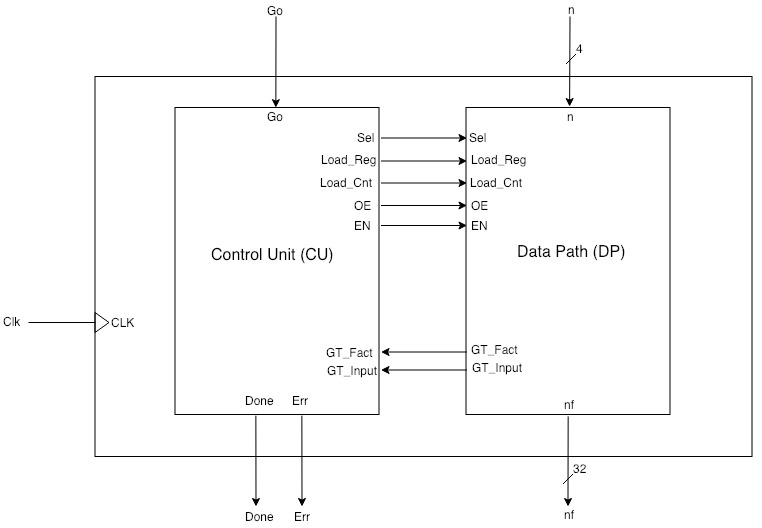 Go
n
4
Go
n
Sel
Sel
Load_Reg
Load_Reg
Load_Cnt
Load_Cnt
OE
OE
EN
EN
Control Unit (CU)
Data Path (DP)
Clk
CLK
GT_Fact
GT_Fact
GT_Input
GT_Input
Done
Err
nf
32
Done
Err
nf